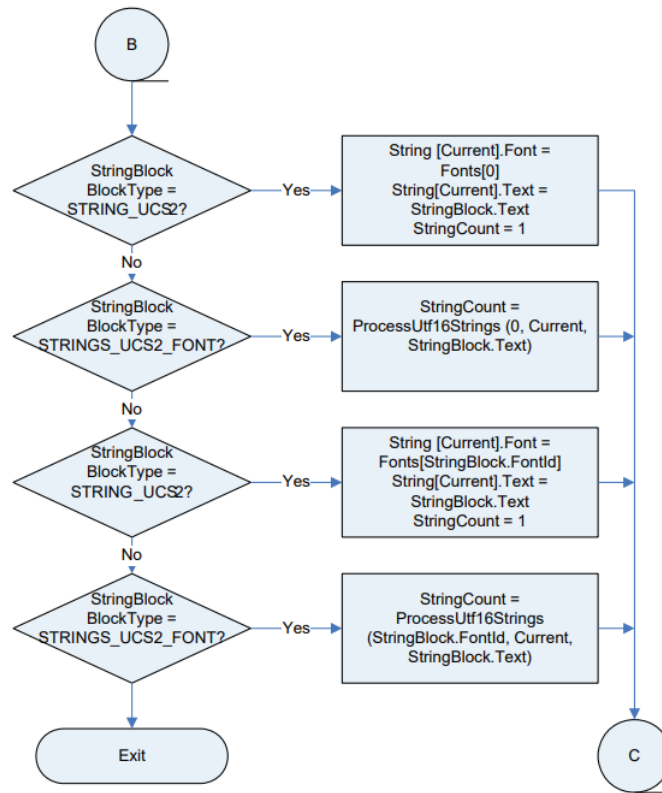 B
StringBlock
BlockType =
STRING_UCS2?
Yes
String [Current].Font =
Fonts[0]
String[Current].Text =
StringBlock.Text
StringCount = 1
No
StringBlock
BlockType =
STRINGS_UCS2_FONT?
Yes
StringCount =
ProcessUtf16Strings (0, Current,
StringBlock.Text)
No
StringBlock
BlockType =
STRING_UCS2?
Yes
String [Current].Font =
Fonts[StringBlock.FontId]
String[Current].Text =
StringBlock.Text
StringCount = 1
No
StringBlock
BlockType =
STRINGS_UCS2_FONT?
Yes
StringCount =
ProcessUtf16Strings
(StringBlock.FontId, Current,
StringBlock.Text)
Exit
C